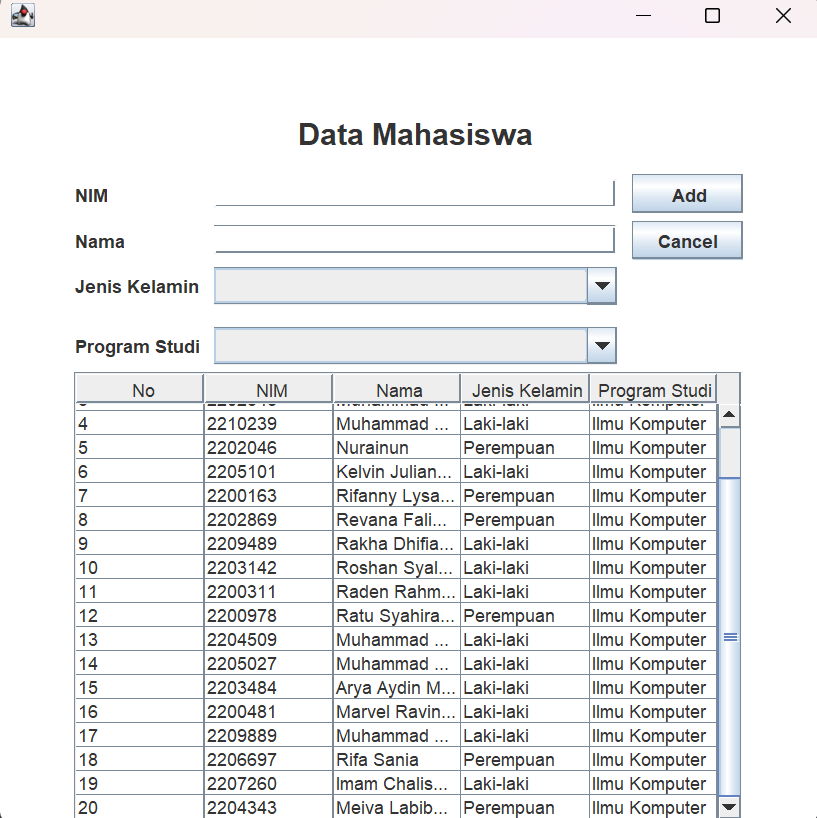 Data Mahasiswa
NIM
Add
Nama
Cancel
Jenis Kelamin
Program Studi
No NIM Nama Jenis Kelamin Program Studi
4 2210239 Muhammad ... Laki-laki Ilmu Komputer
5 2202046 Nurainun Perempuan Ilmu Komputer
6 2205101 Kelvin Julian... Laki-laki Ilmu Komputer
7 2200163 Rifanny Lysa... Perempuan Ilmu Komputer
8 2202869 Revana Fali... Perempuan Ilmu Komputer
9 2209489 Rakha Dhifia... Laki-laki Ilmu Komputer
10 2203142 Roshan Syal... Laki-laki Ilmu Komputer
11 2200311 Raden Rahm... Laki-laki Ilmu Komputer
12 2200978 Ratu Syahira... Perempuan Ilmu Komputer
13 2204509 Muhammad ... Laki-laki Ilmu Komputer
14 2205027 Muhammad ... Laki-laki Ilmu Komputer
15 2203484 Arya Aydin M... Laki-laki Ilmu Komputer
16 2200481 Marvel Ravin... Laki-laki Ilmu Komputer
17 2209889 Muhammad ... Laki-laki Ilmu Komputer
18 2206697 Rifa Sania Perempuan Ilmu Komputer
19 2207260 Imam Chalis... Laki-laki Ilmu Komputer
20 2204343 Meiva Labib... Perempuan Ilmu Komputer